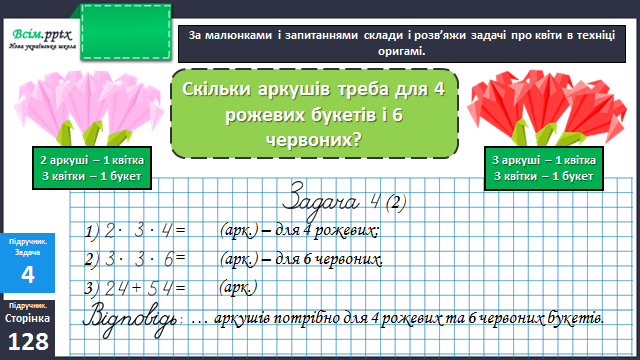 Всім.pptx
Нова українська школа
За малюнками і запитаннями склади і розв’яжи задачі про квіти в техніці
оригамі.
Скільки аркушів треба для 4
рожевих букетів і 6
червоних?
2 аркуші – 1 квітка
3 квітки – 1 букет
3 аркуші – 1 квітка
3 квітки – 1 букет
Задача 4 (2)
1) 2 · 3 · 4 = (арк.) – для 4 рожевих;
2) 3 · 3 · 6 = (арк.) – для 6 червоних.
3) 24 + 54 = (арк.)
Відповідь: … аркушів потрібно для 4 рожевих та 6 червоних букетів.
Підручник.
Задача
4
Підручник.
Сторінка
128